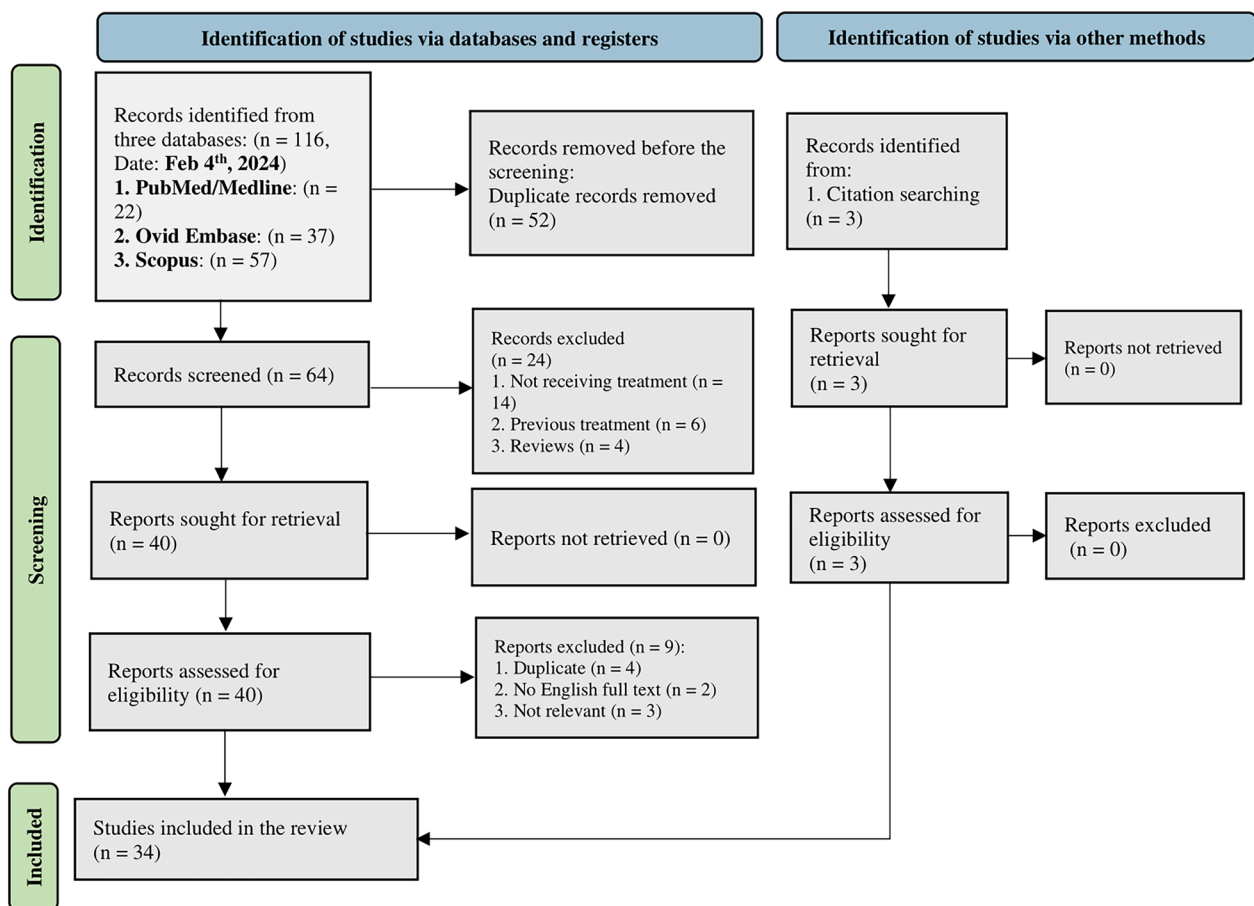 Identification of studies via databases and registers
Identification of studies via other methods
Identification
Records identified from
three databases: (n = 116,
Date: Feb 4th, 2024)
1. PubMed/Medline: (n =
22)
2. Ovid Embase: (n = 37)
3. Scopus: (n = 57)
Records removed before the
screening:
Duplicate records removed
(n = 52)
Records identified
from:
1. Citation searching
(n = 3)
Screening
Records screened (n = 64)
Records excluded
(n = 24)
1. Not receiving treatment (n =
14)
2. Previous treatment (n = 6)
3. Reviews (n = 4)
Reports sought for
retrieval
(n = 3)
Reports not retrieved
(n = 0)
Reports sought for retrieval
(n = 40)
Reports not retrieved (n = 0)
Reports assessed for
eligibility
(n = 3)
Reports excluded
(n = 0)
Reports assessed for
eligibility (n = 40)
Reports excluded (n = 9):
1. Duplicate (n = 4)
2. No English full text (n = 2)
3. Not relevant (n = 3)
Included
Studies included in the review
(n = 34)